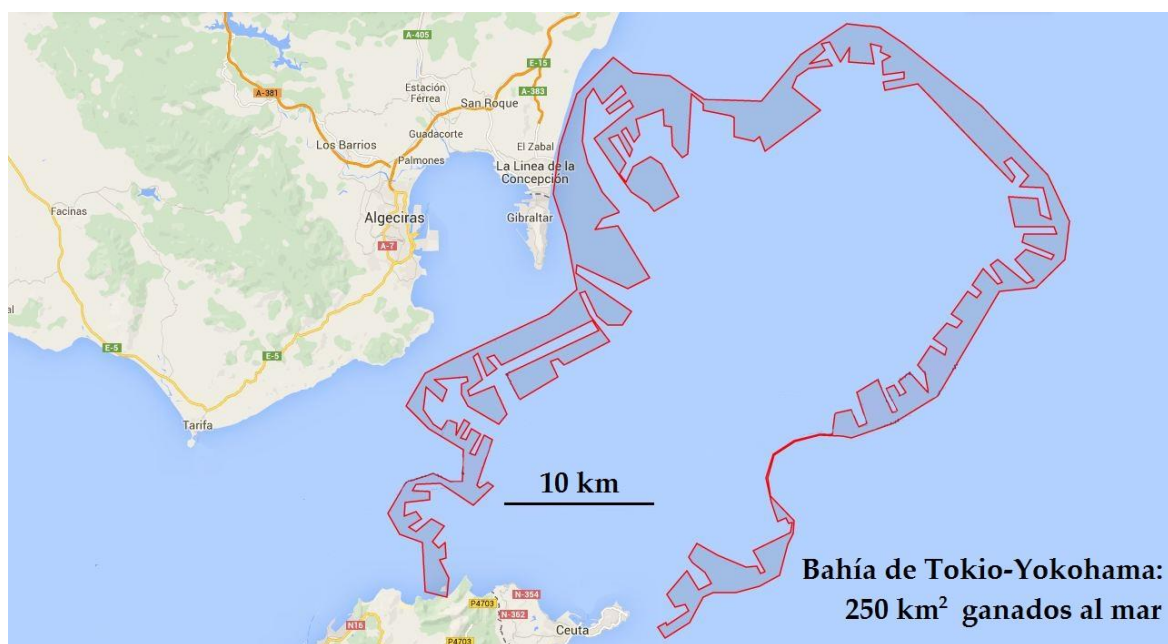 A-405
E-15
A-381
Estación
Férrea
A-383
San Roque
Guadacorte
Los Barrios
El Zabal
Palmones
La Linea de la
Concepción
Facinas
Algeciras
Gibraltar
A-7
E-5
E-5
Tarifa
10 km
Bahía de Tokio-Yokohama:
250 km² ganados al mar
P4703
N-354
N-362
N16
P4703
Ceuta